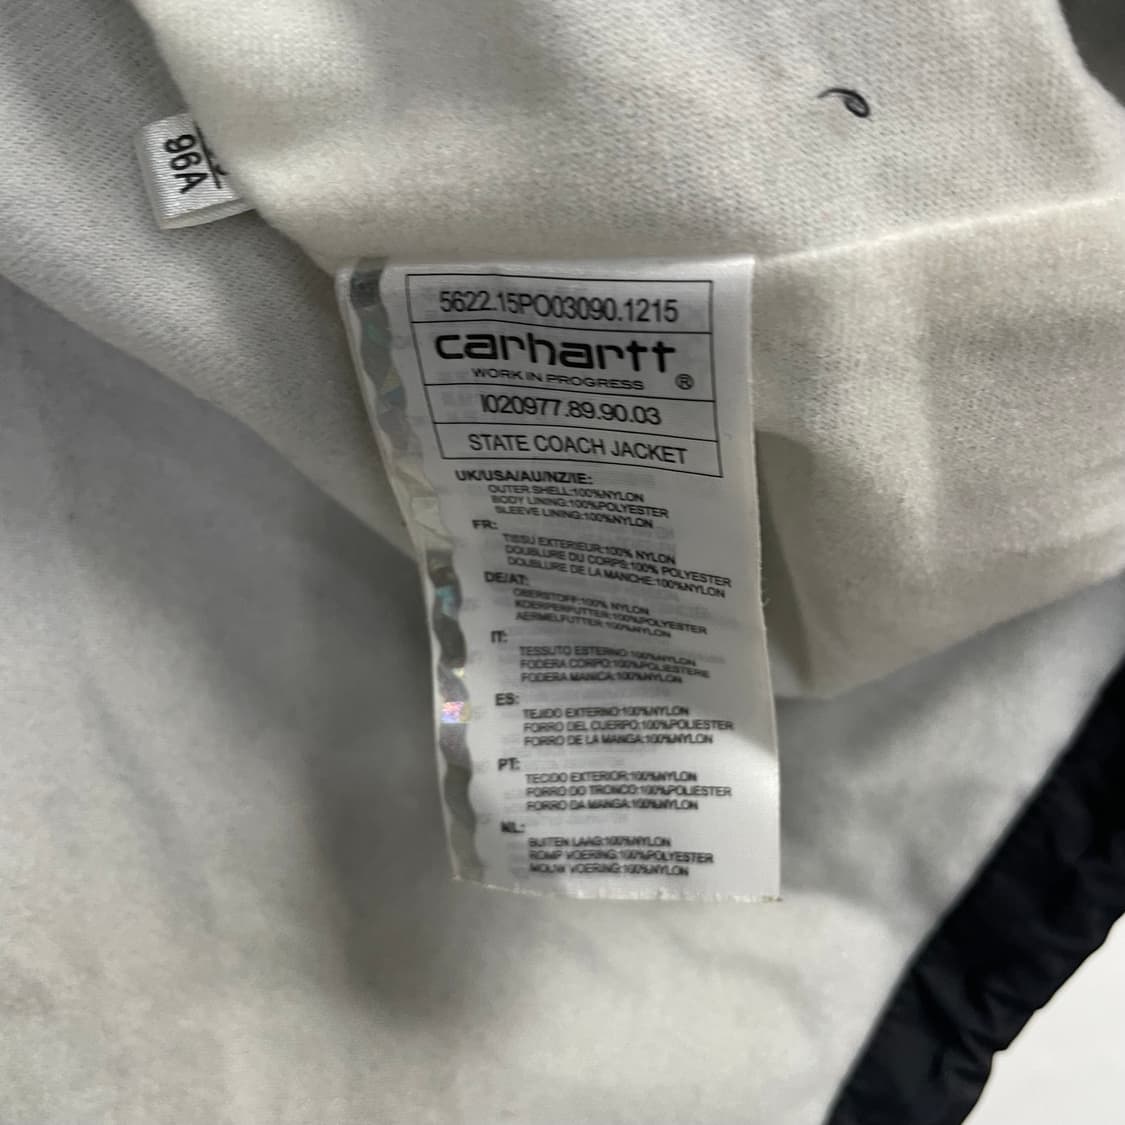 96A
5622.15PO03090.1215
carhartt
WORK IN PROGRESS ®
I020977.89.90.03
STATE COACH JACKET
UK/USA/AU/NZ/IE:
OUTER SHELL:100%NYLON
BODY LINING:100%POLYESTER
SLEEVE LINING:100%NYLON
FR:
TISSU EXTERIEUR:100% NYLON
DOUBLURE DU CORPS:100% POLYESTER
DOUBLURE DE LA MANCHE:100%NYLON
DE/AT:
OBERSTOFF:100% NYLON
KOERPERFUTTER:100%POLYESTER
AERMELFUTTER:100%NYLON
IT:
TESSUTO ESTERNO:100%NYLON
FODERA CORPO:100%POLIESTERE
FODERA MANICA:100%NYLON
ES:
TEJIDO EXTERNO:100%NYLON
FORRO DEL CUERPO:100%POLIESTER
FORRO DE LA MANGA:100%NYLON
PT:
TECIDO EXTERIOR:100%NYLON
FORRO DO TRONCO:100%POLIESTER
FORRO DA MANGA:100%NYLON
NL:
BUITEN LAAG:100%NYLON
ROMP VOERING:100%POLYESTER
MOUW VOERING:100%NYLON